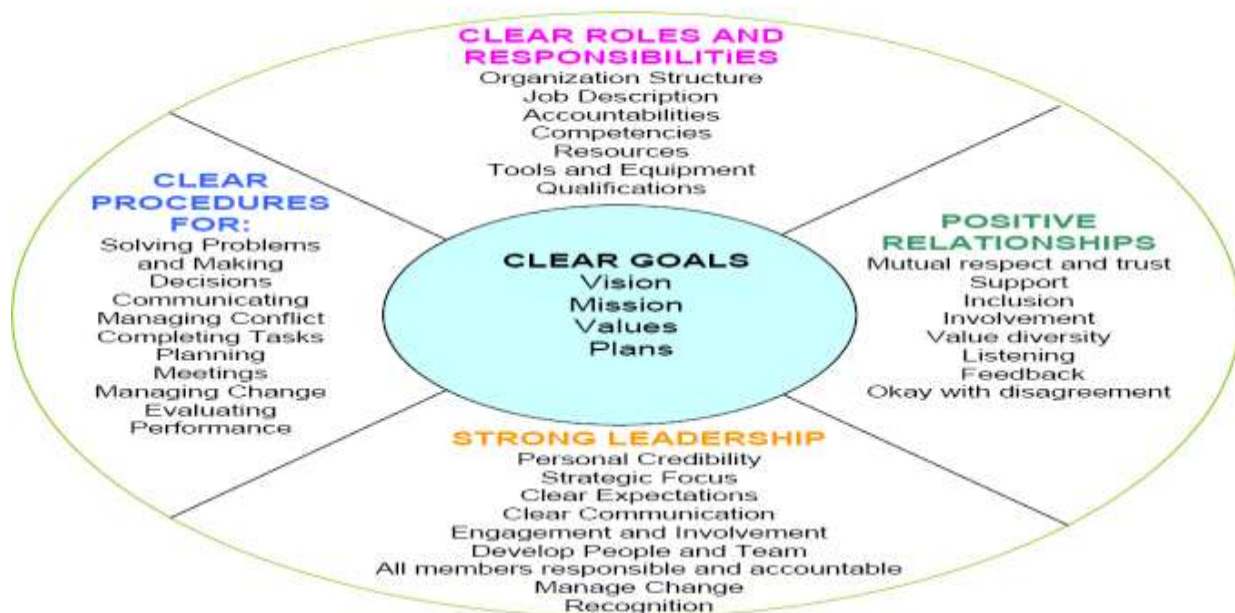 CLEAR ROLES AND
RESPONSIBILITIES
Organization Structure
Job Description
Accountabilities
Competencies
Resources
Tools and Equipment
Qualifications
CLEAR
PROCEDURES
FOR:
Solving Problems
and Making
Decisions
Communicating
Managing Conflict
Completing Tasks
Planning
Meetings
Managing Change
Evaluating
Performance
CLEAR GOALS
Vision
Mission
Values
Plans
POSITIVE
RELATIONSHIPS
Mutual respect and trust
Support
Inclusion
Involvement
Value diversity
Listening
Feedback
Okay with disagreement
STRONG LEADERSHIP
Personal Credibility
Strategic Focus
Clear Expectations
Clear Communication
Engagement and Involvement
Develop People and Team
All members responsible and accountable
Manage Change
Recognition